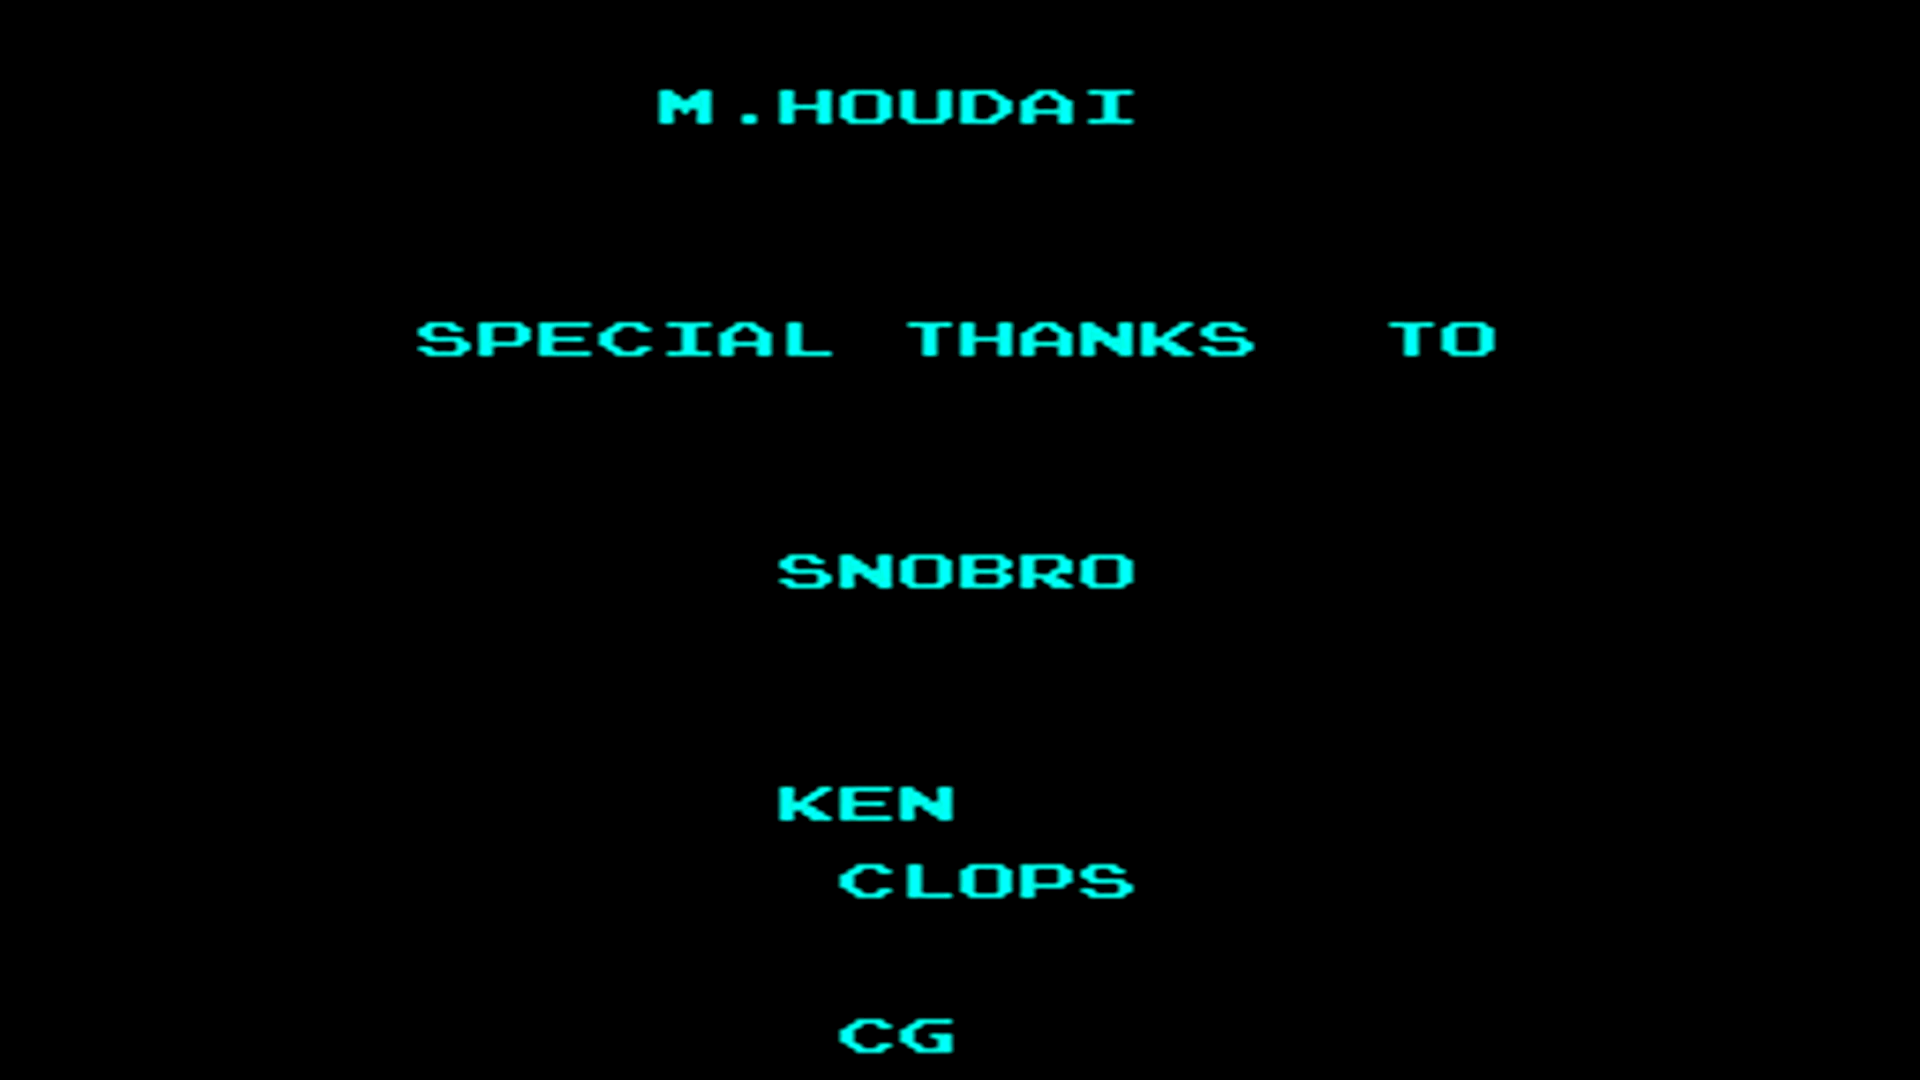 M.HOUDAI
SPECIAL THANKS  TO
SNOBRO
KEN
CLOPS
CG